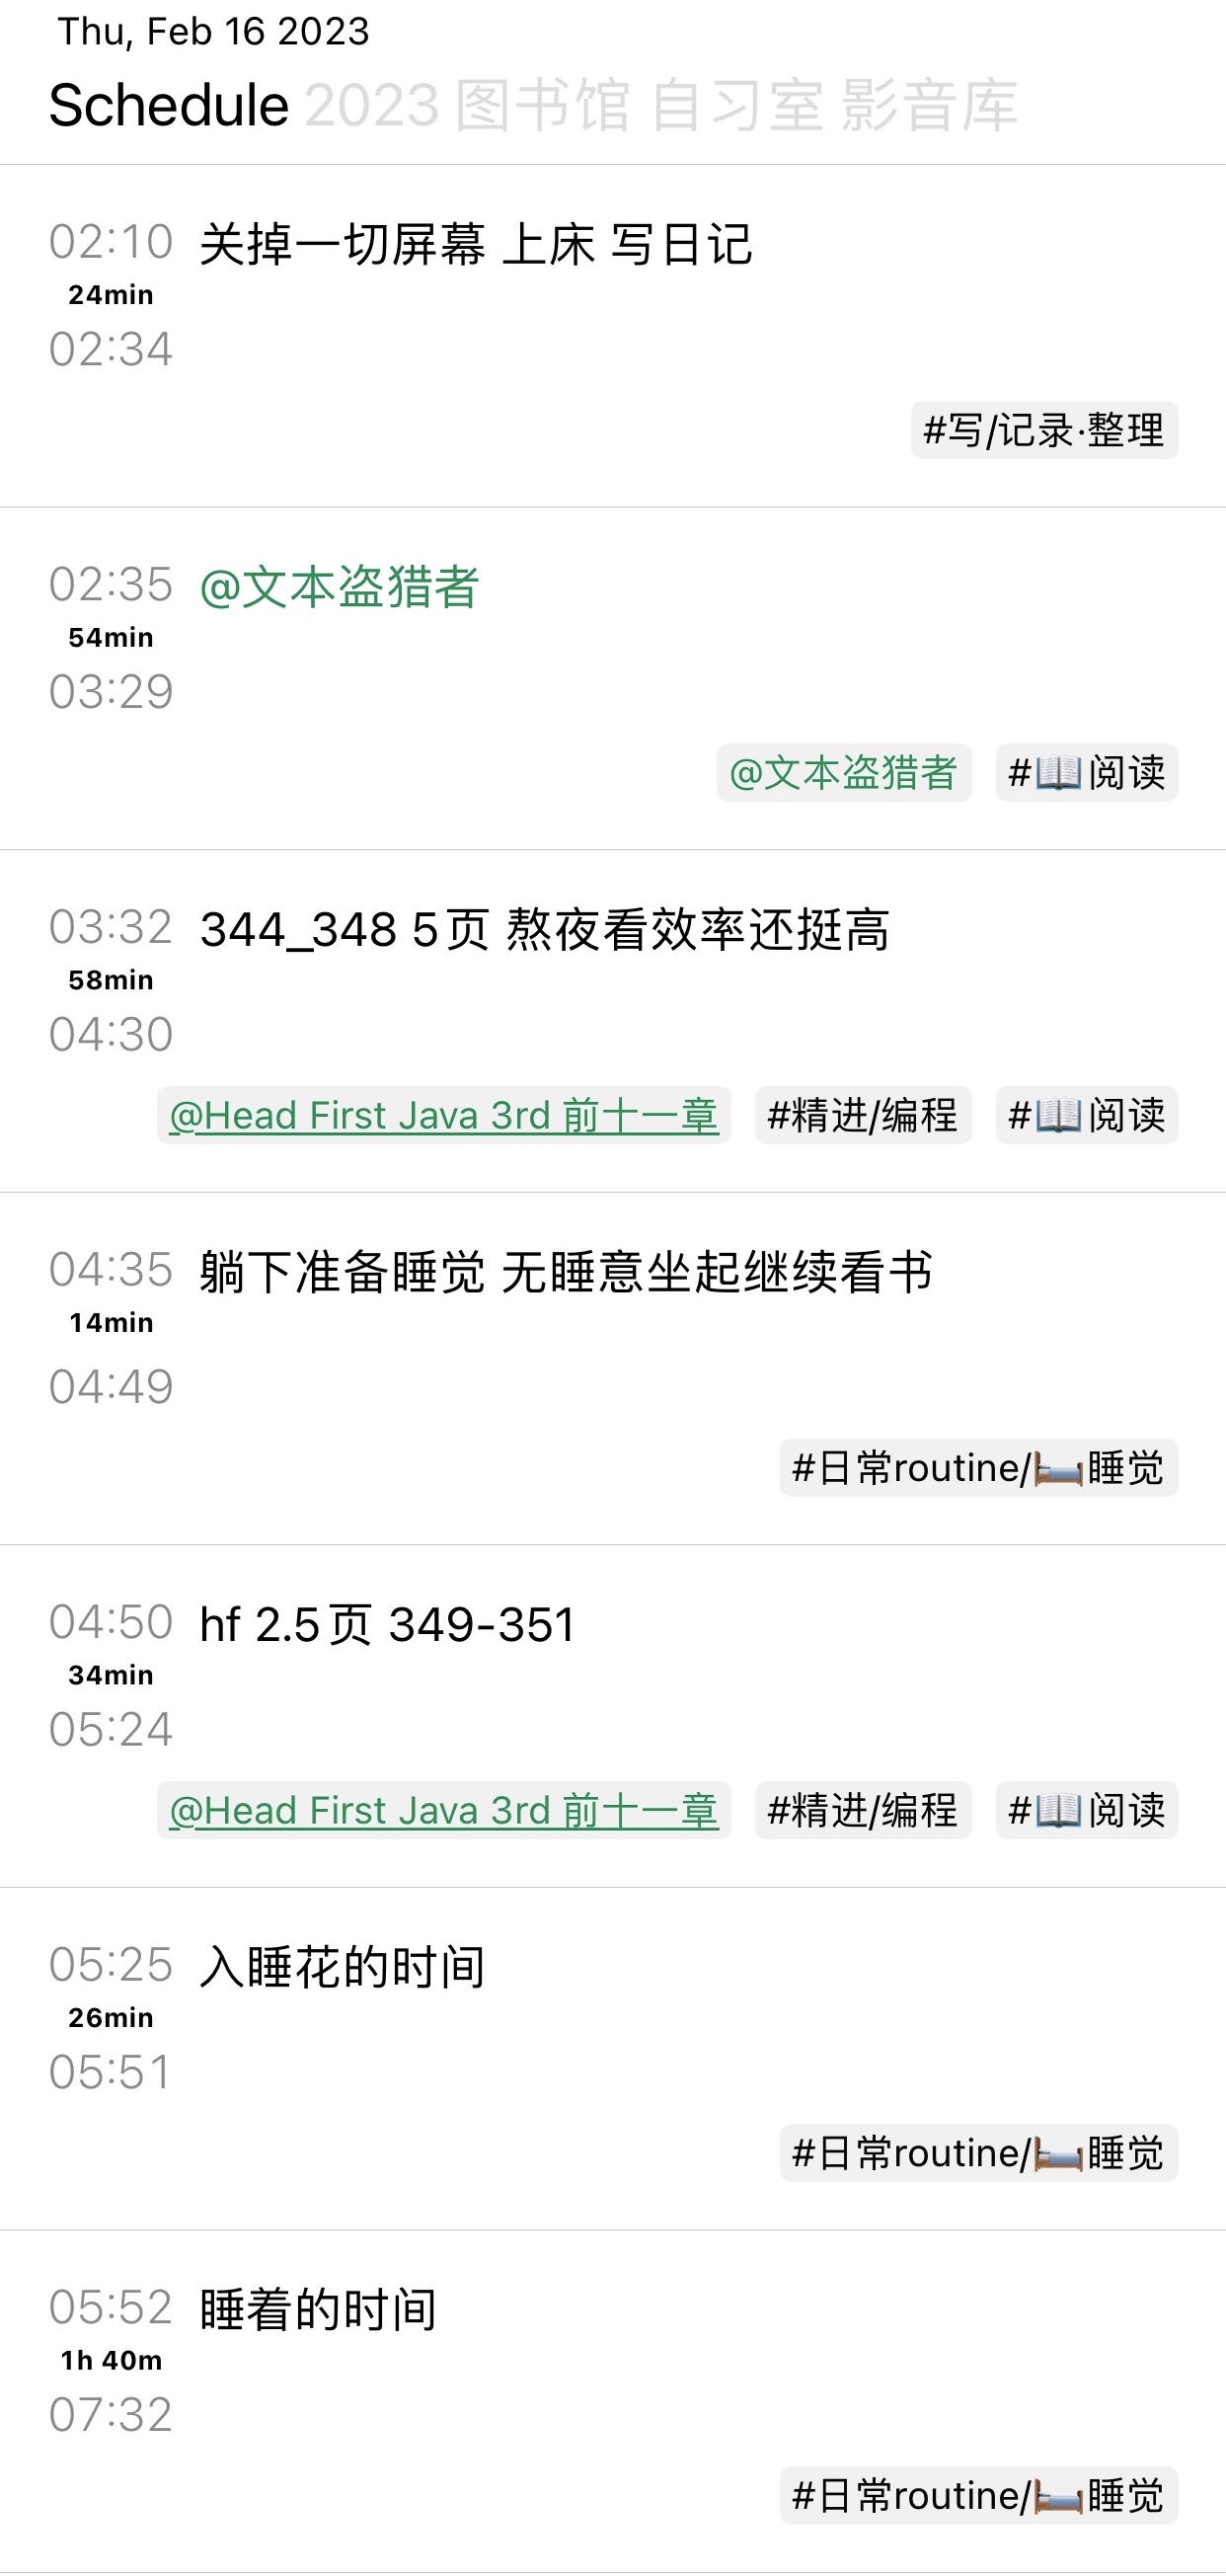 Thu, Feb 16 2023
Schedule 2023 图书馆 自习室 影音库
02:10 关掉一切屏幕 上床 写日记
24min
02:34
#写/记录·整理
02:35 @文本盗猎者
54min
03:29
@文本盗猎者 #📖阅读
03:32 344_348 5页 熬夜看效率还挺高
58min
04:30
@Head First Java 3rd 前十一章 #精进/编程 #📖阅读
04:35 躺下准备睡觉 无睡意坐起继续看书
14min
04:49
#日常routine/🛏️睡觉
04:50 hf 2.5页 349-351
34min
05:24
@Head First Java 3rd 前十一章 #精进/编程 #📖阅读
05:25 入睡花的时间
26min
05:51
#日常routine/🛏️睡觉
05:52 睡着的时间
1h 40m
07:32
#日常routine/🛏️睡觉